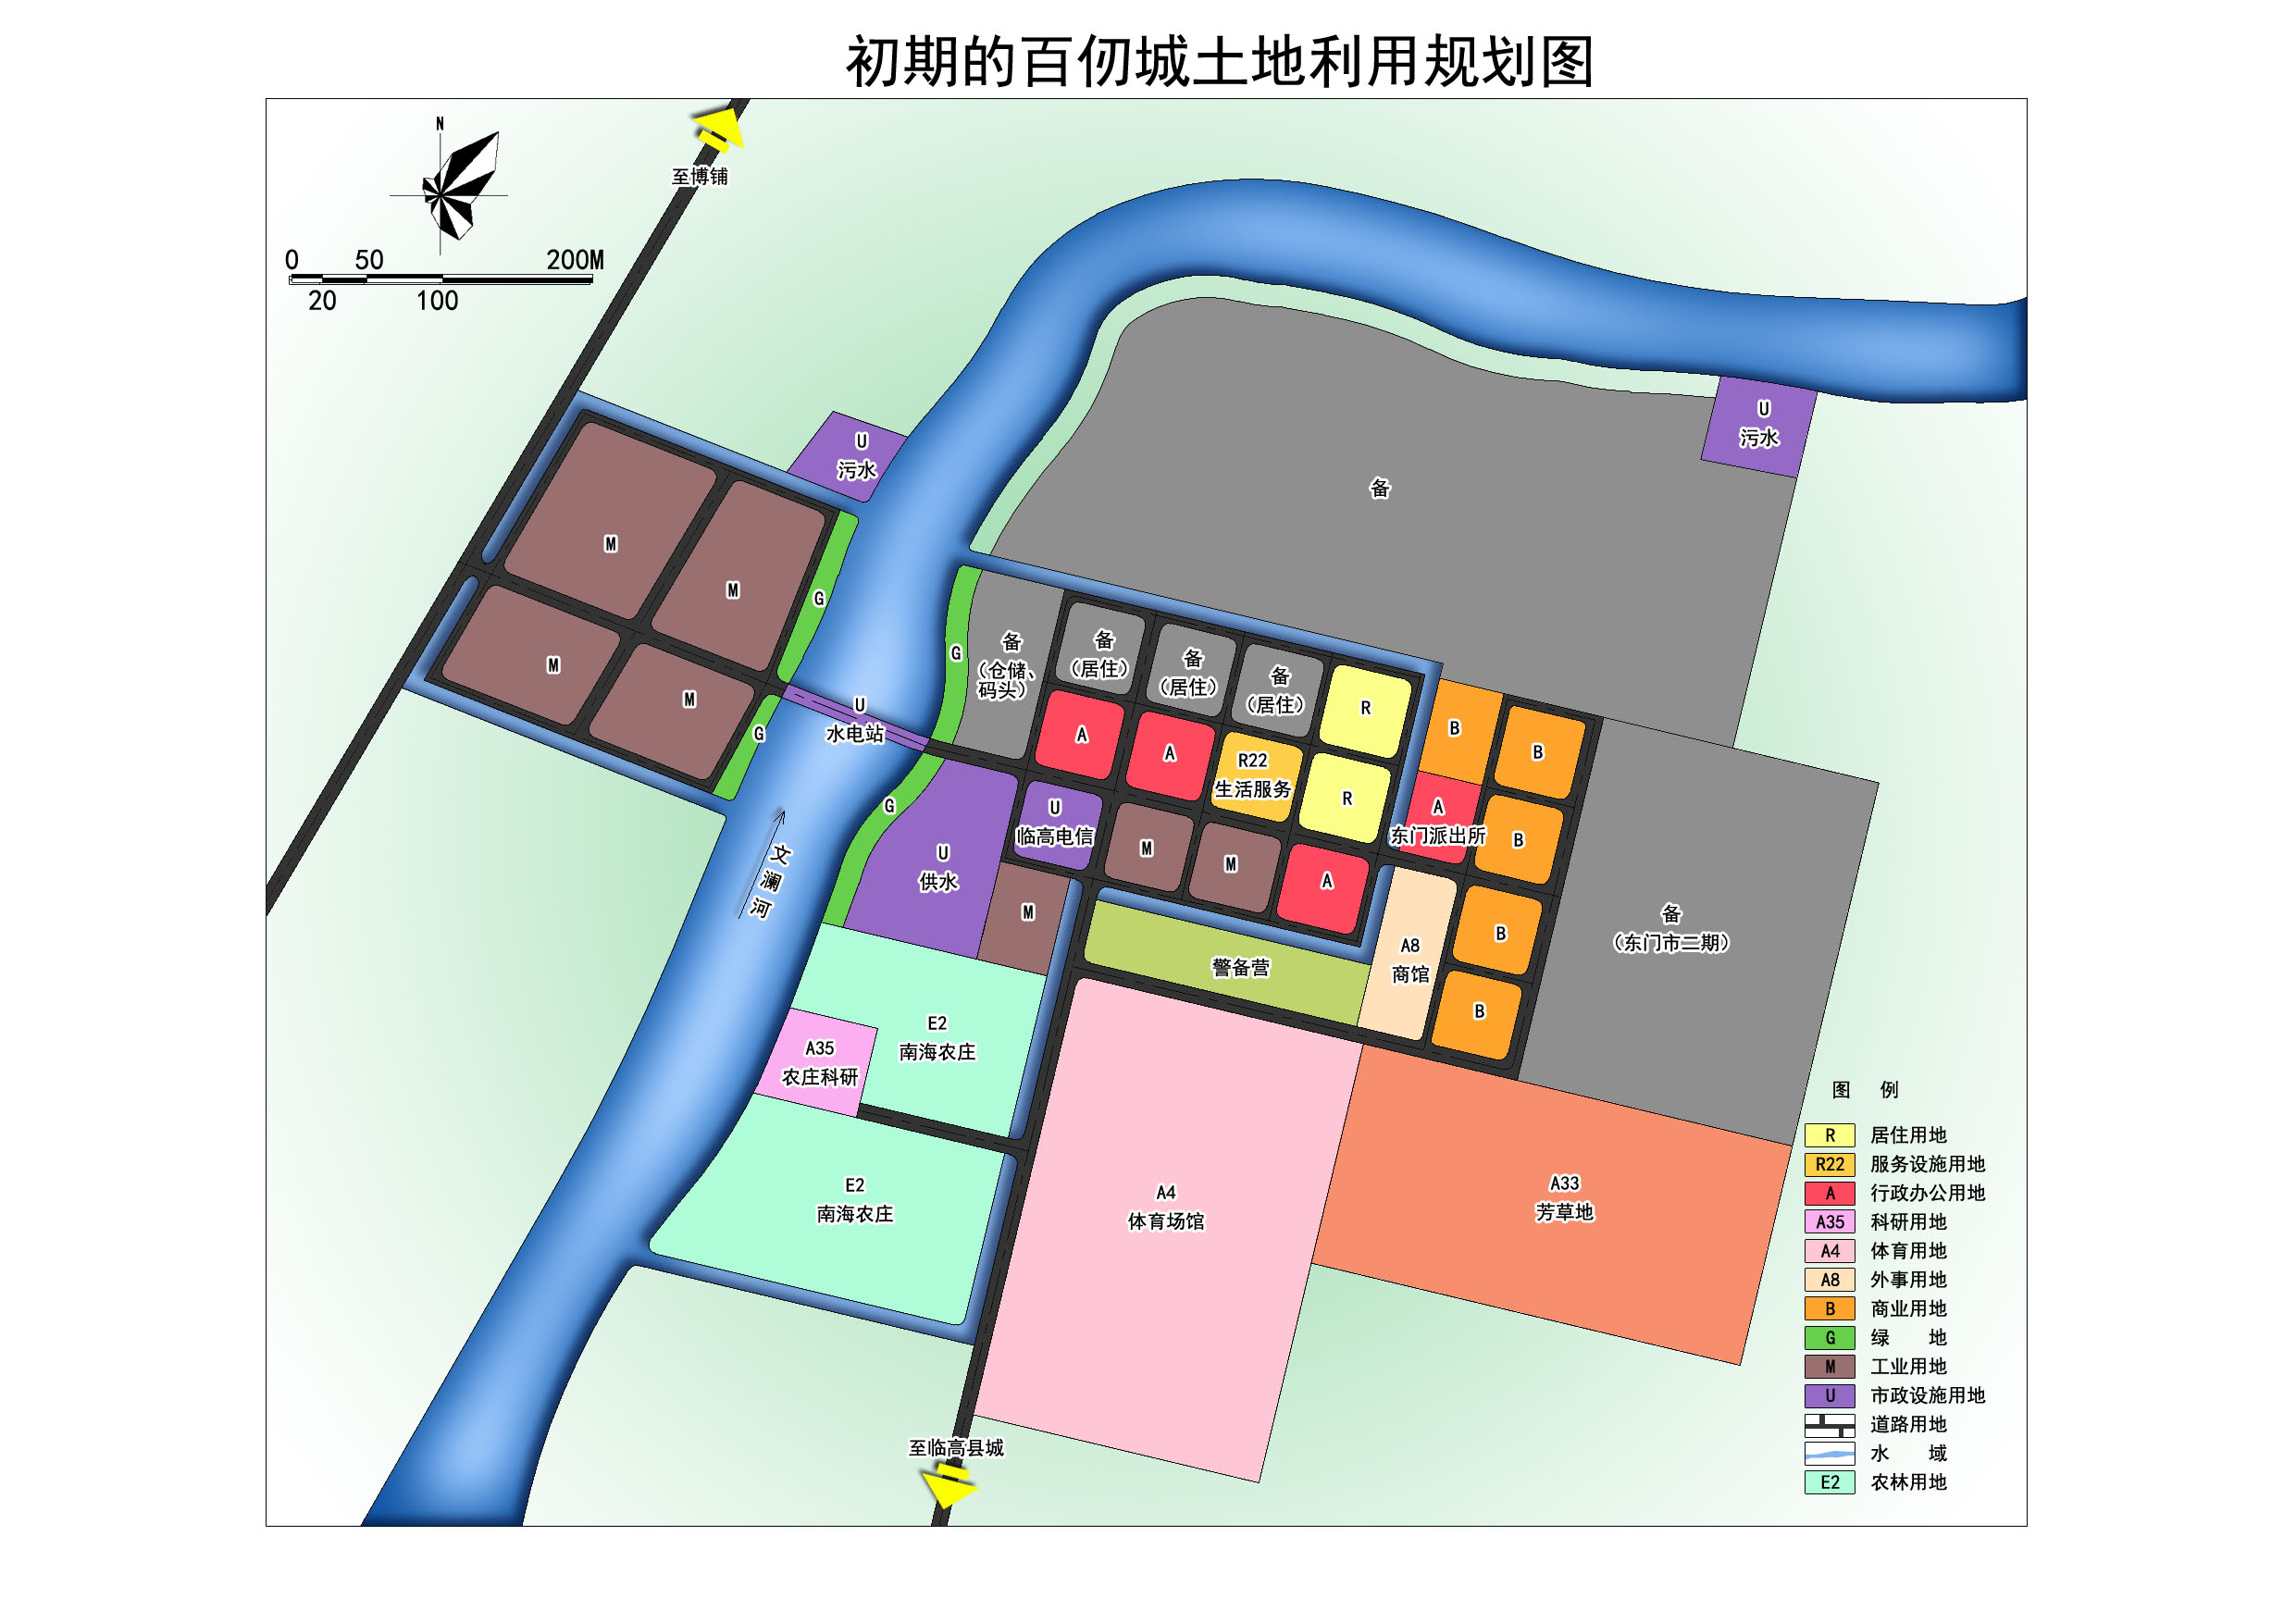 初期的百仞城土地利用规划图
N
至博铺
0 50 200M
20 100
U
污水
U
污水
备
M
M
M
M
G
G
G
G
备
(仓储、
码头)
备
(居住)
备
(居住)
备
(居住)
R
A
A
R22
生活服务
R
B
B
A
东门派出所
B
B
B
U
水电站
U
临高电信
M
M
A
U
供水
M
文澜河
警备营
A8
商馆
备
(东门市二期)
E2
南海农庄
A35
农庄科研
E2
南海农庄
A4
体育场馆
A33
芳草地
至临高县城
图 例
R 居住用地
R22 服务设施用地
A 行政办公用地
A35 科研用地
A4 体育用地
A8 外事用地
B 商业用地
G 绿 地
M 工业用地
U 市政设施用地
道路用地
水 域
E2 农林用地